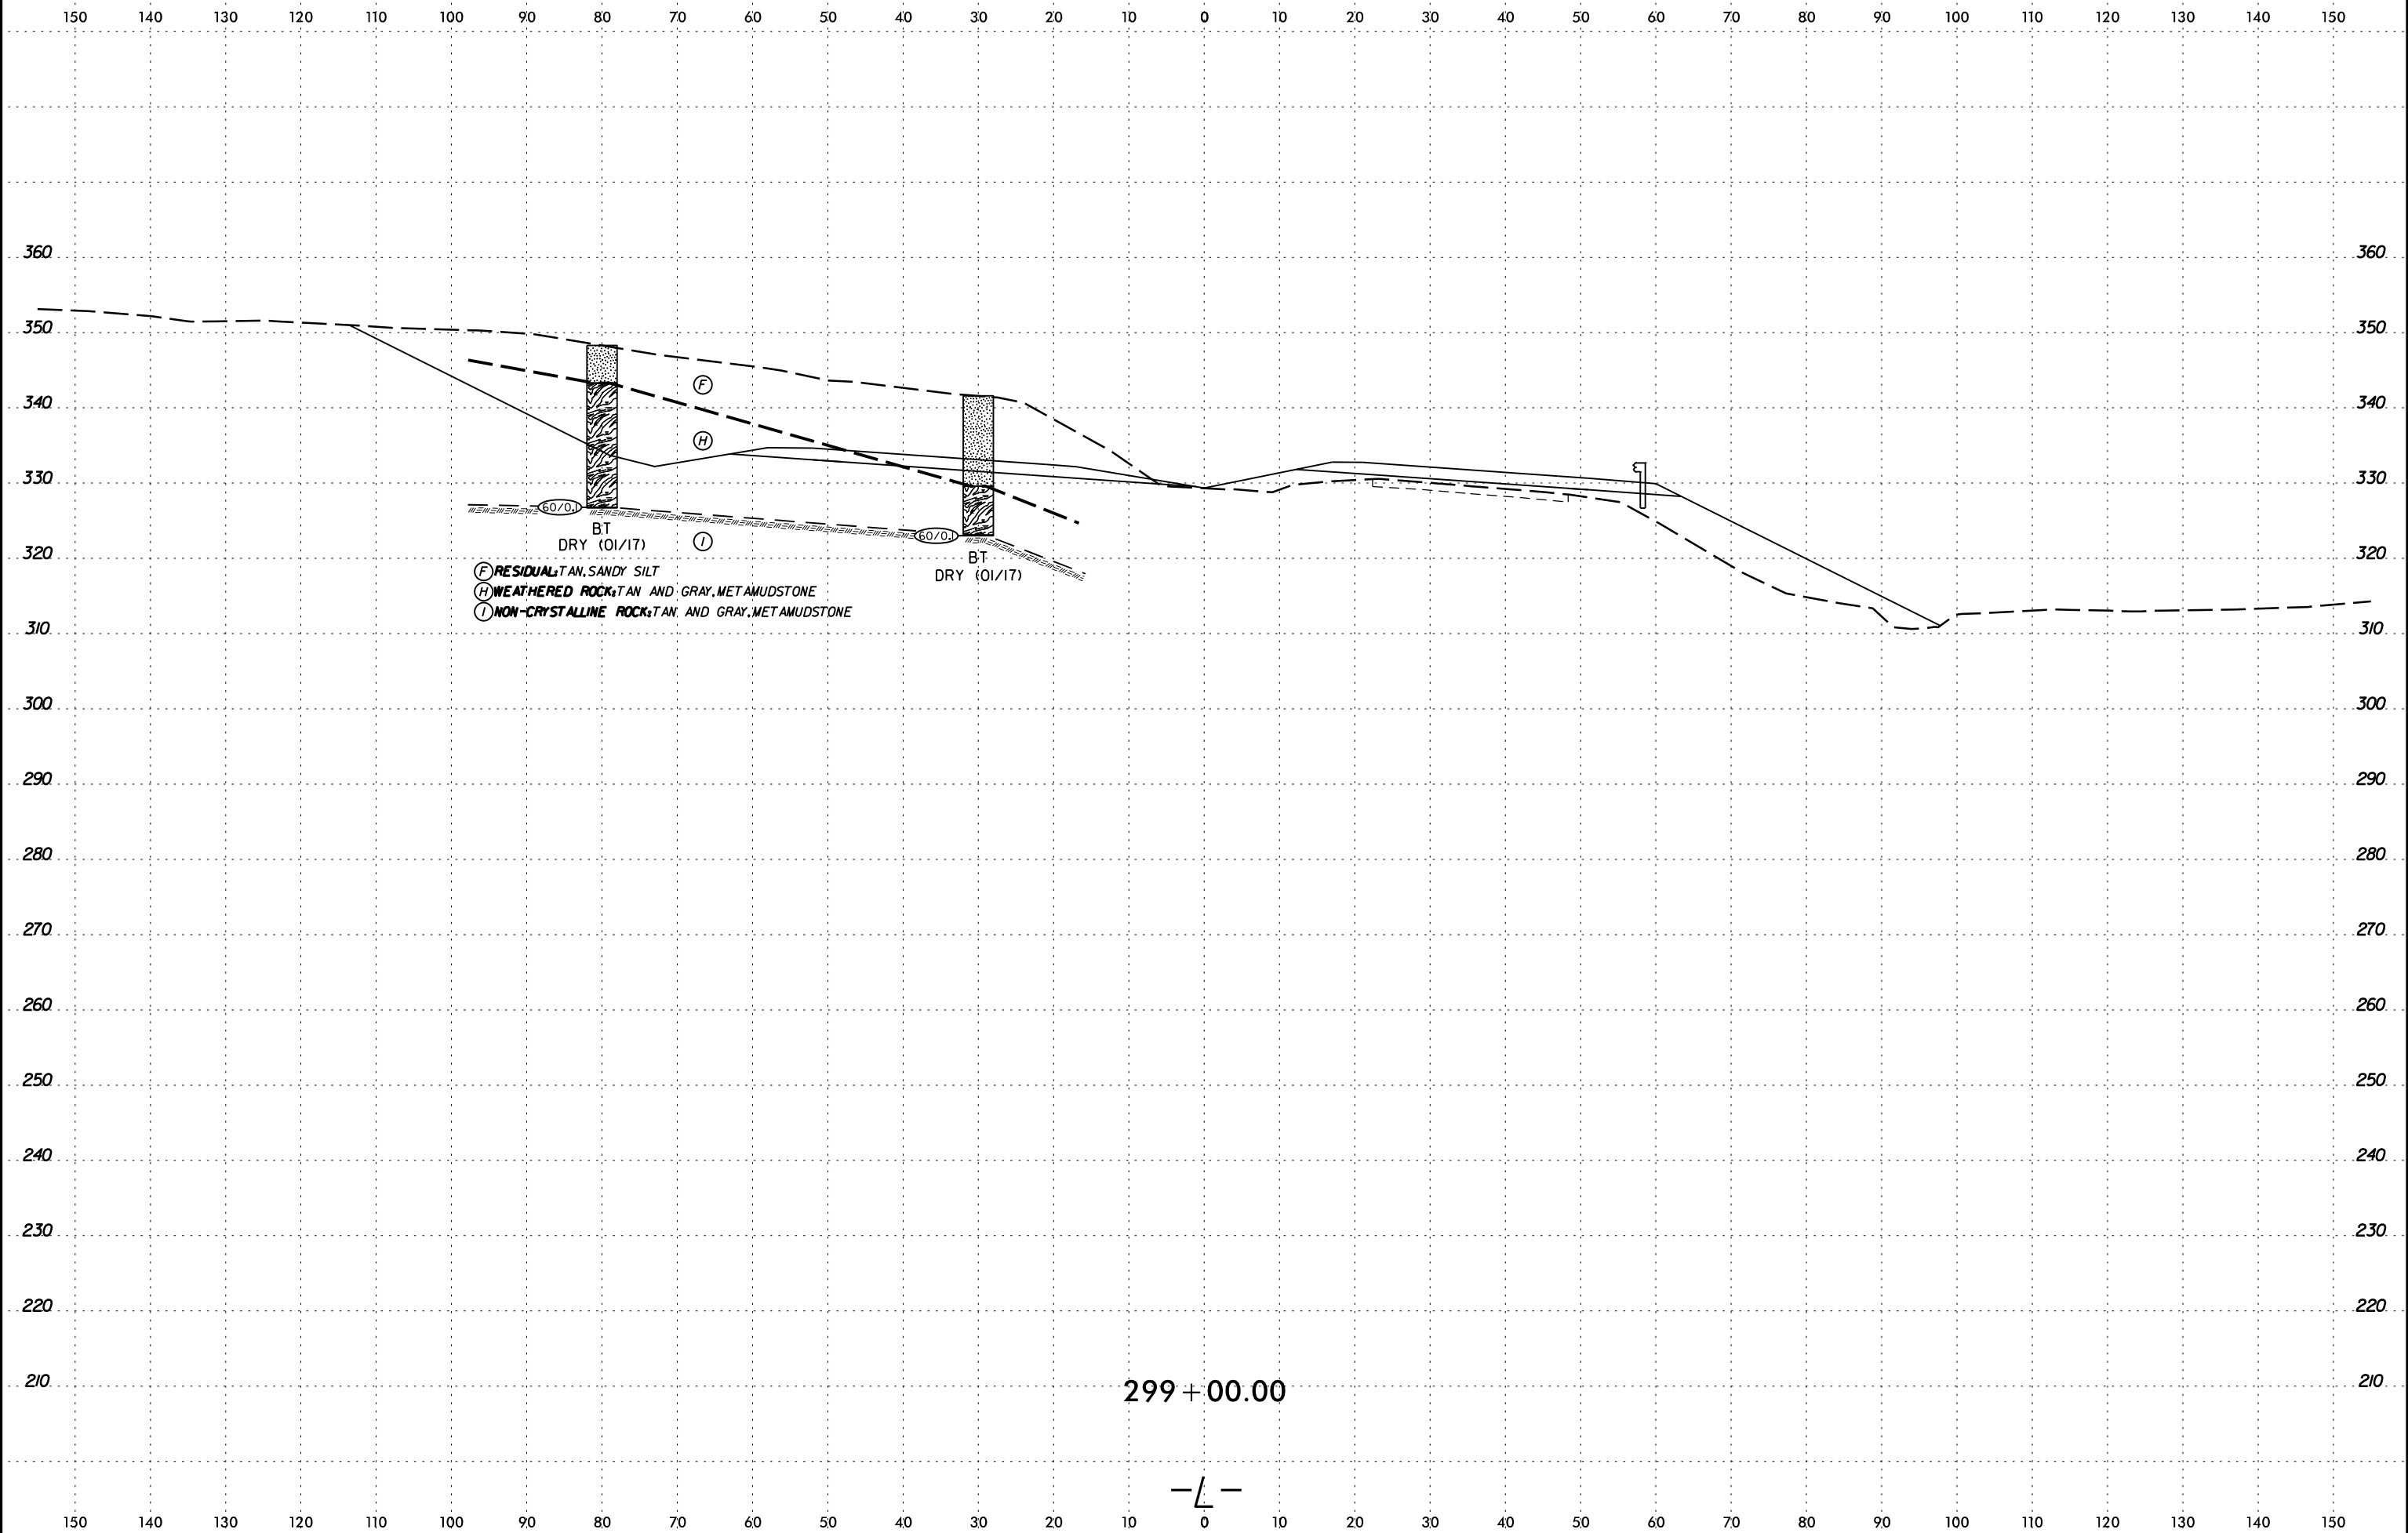 150 140 130 120 110 100 90 80 70 60 50 40 30 20 10 0 10 20 30 40 50 60 70 80 90 100 110 120 130 140 150
360 360
350 350
F
340 340
H
330 330
60/0.1 60/0.1
BT
DRY (01/17)
I
320 320
BT
DRY (01/17)
F RESIDUAL: TAN, SANDY SILT
H WEATHERED ROCK: TAN AND GRAY, METAMUDSTONE
I NON-CRYSTALLINE ROCK: TAN AND GRAY, METAMUDSTONE
310 310
300 300
290 290
280 280
270 270
260 260
250 250
240 240
230 230
220 220
210 210
299+00.00
-L-
150 140 130 120 110 100 90 80 70 60 50 40 30 20 10 0 10 20 30 40 50 60 70 80 90 100 110 120 130 140 150